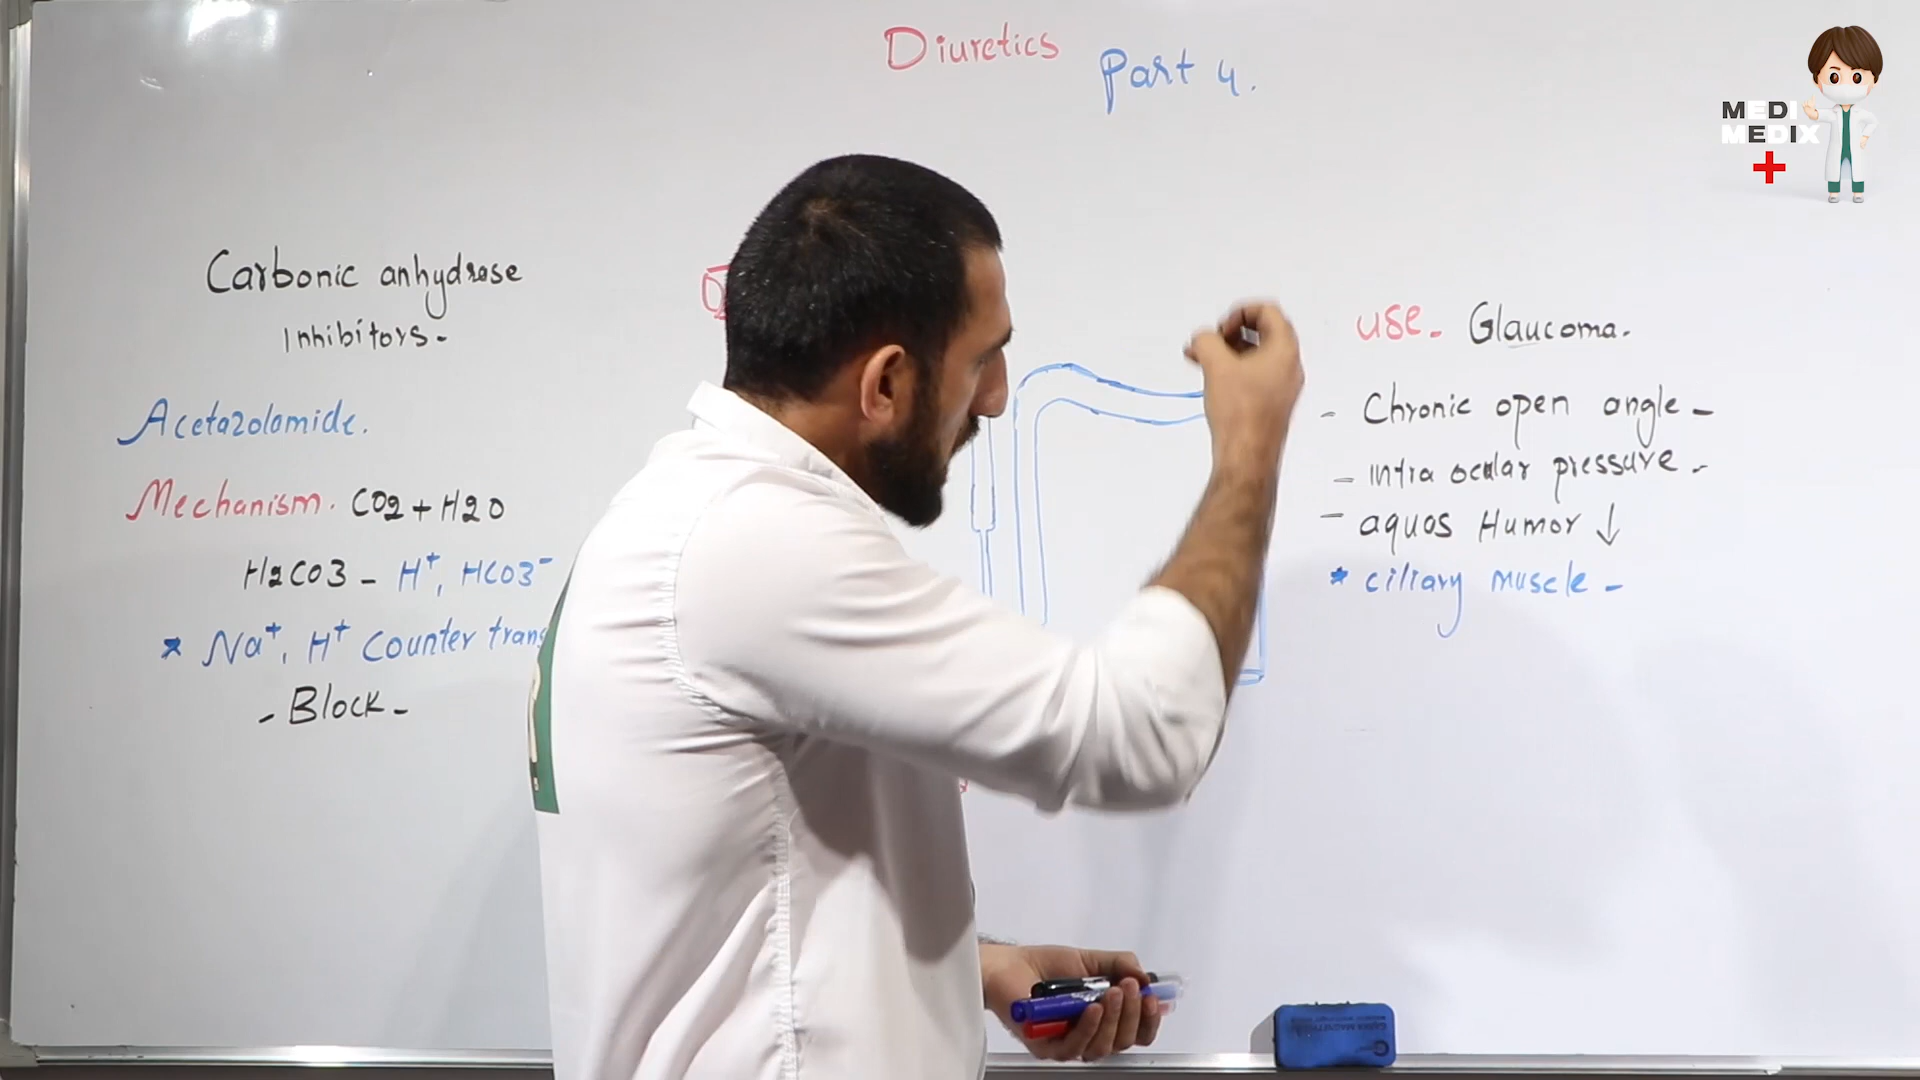 Diuretics Part 4.
MEDI
MEDIX
Carbonic anhydrase
Inhibitors-
Acetazolamide.
Mechanism. CO2 + H2O
H2CO3 - H+, HCO3-
* Na+, H+ Counter trans
- Block -
use - Glaucoma.
- Chronic open angle -
- intra ocular pressure -
- aquos Humor ↓
* ciliary muscle -